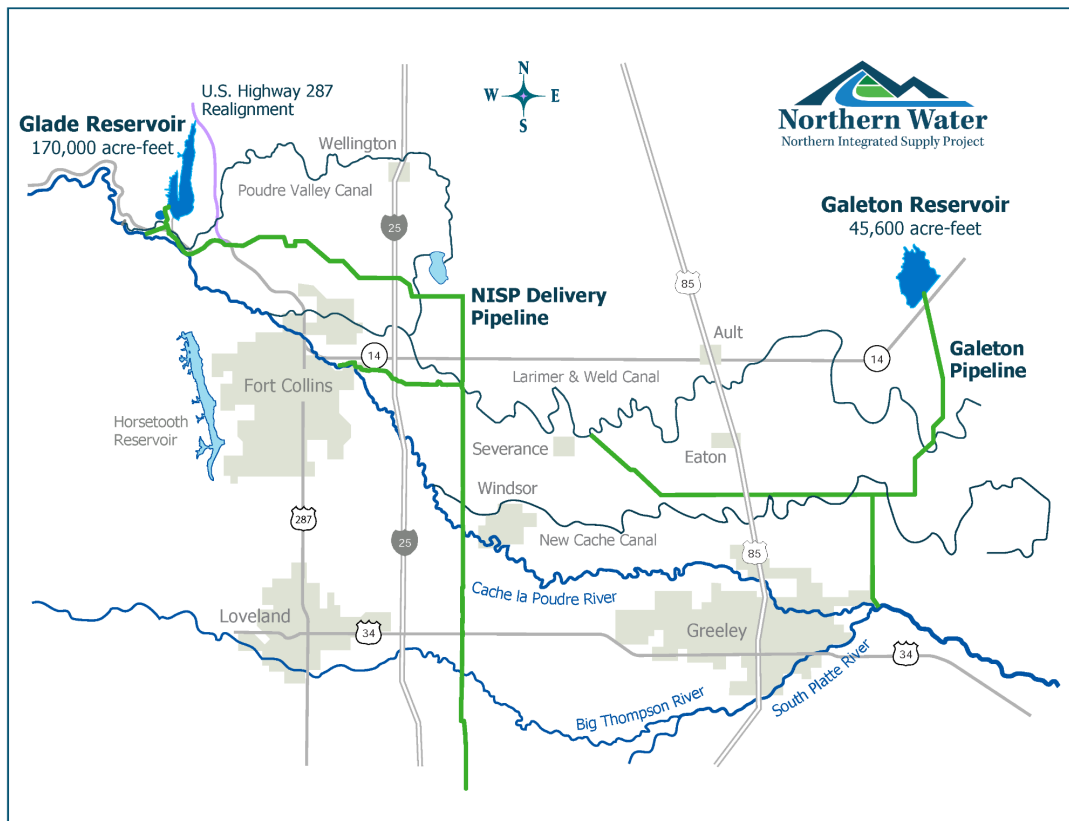 N
W E
S
U.S. Highway 287
Realignment
Glade Reservoir
170,000 acre-feet
Northern Water
Northern Integrated Supply Project
Wellington
Poudre Valley Canal
25
Galeton Reservoir
45,600 acre-feet
85
NISP Delivery
Pipeline
Ault
14
14
Galeton
Pipeline
Larimer & Weld Canal
Fort Collins
Horsetooth
Reservoir
Severance
Eaton
Windsor
287
25
New Cache Canal
85
Cache la Poudre River
Loveland
34
Greeley
34
Big Thompson River
South Platte River